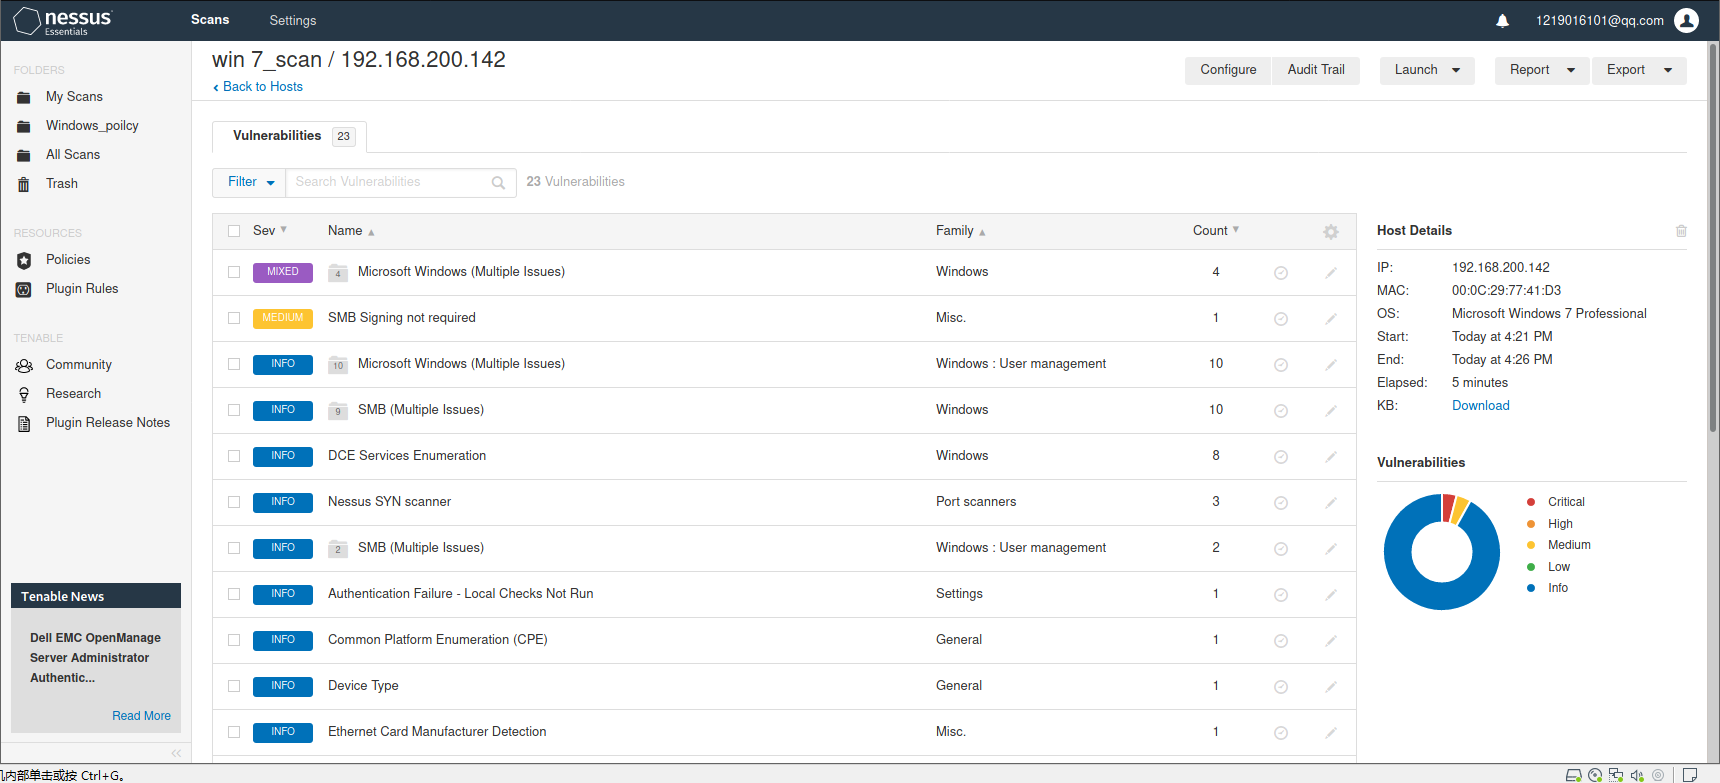 nessus
Essentials
Scans
Settings
1219016101@qq.com
FOLDERS
My Scans
Windows_poilcy
All Scans
Trash
RESOURCES
Policies
Plugin Rules
TENABLE
Community
Research
Plugin Release Notes
Tenable News
Dell EMC OpenManage
Server Administrator
Authentic...
Read More
win 7_scan / 192.168.200.142
Back to Hosts
Configure
Audit Trail
Launch
Report
Export
Vulnerabilities 23
Filter
Search Vulnerabilities
23 Vulnerabilities
Sev Name Family Count
MIXED 4 Microsoft Windows (Multiple Issues) Windows 4
MEDIUM SMB Signing not required Misc. 1
INFO 10 Microsoft Windows (Multiple Issues) Windows : User management 10
INFO 9 SMB (Multiple Issues) Windows 10
INFO DCE Services Enumeration Windows 8
INFO Nessus SYN scanner Port scanners 3
INFO 2 SMB (Multiple Issues) Windows : User management 2
INFO Authentication Failure - Local Checks Not Run Settings 1
INFO Common Platform Enumeration (CPE) General 1
INFO Device Type General 1
INFO Ethernet Card Manufacturer Detection Misc. 1
Host Details
IP: 192.168.200.142
MAC: 00:0C:29:77:41:D3
OS: Microsoft Windows 7 Professional
Start: Today at 4:21 PM
End: Today at 4:26 PM
Elapsed: 5 minutes
KB: Download
Vulnerabilities
Critical
High
Medium
Low
Info
内部单击或按 Ctrl+G。